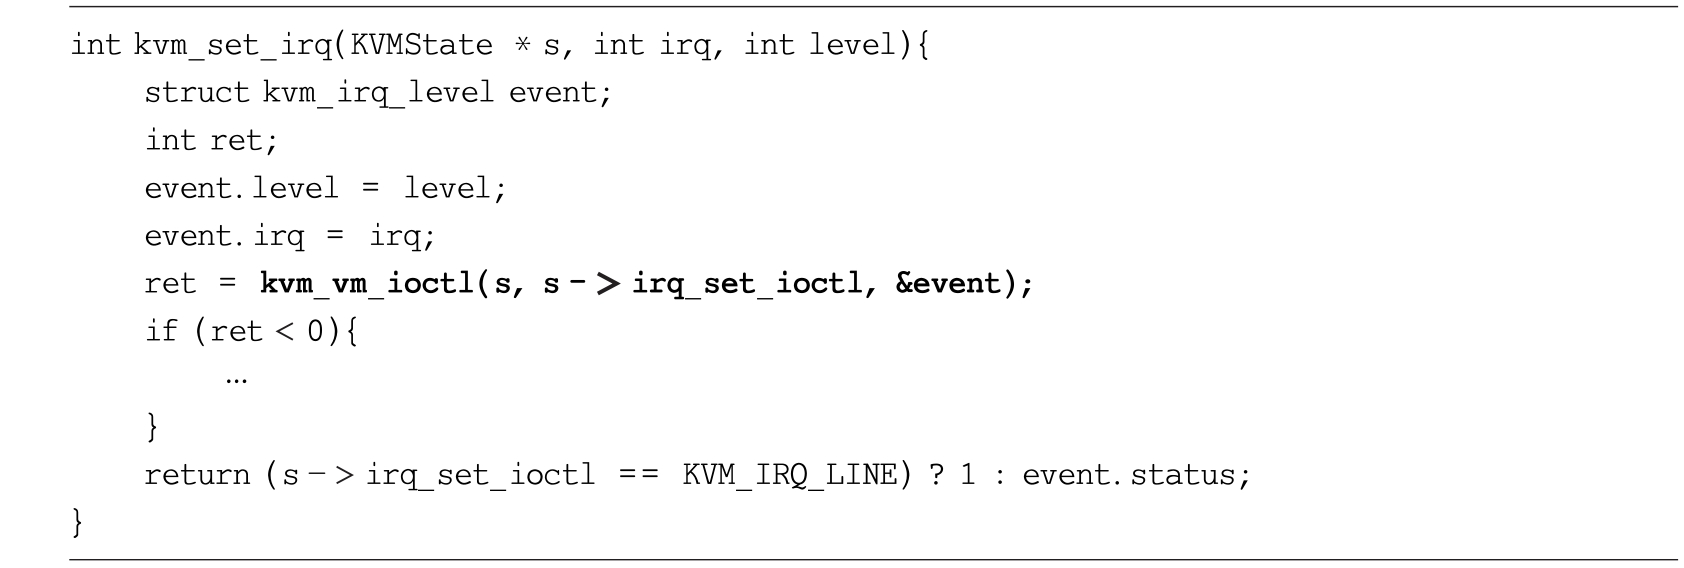 int kvm_set_irq(KVMState * s, int irq, int level){
struct kvm_irq_level event;
int ret;
event.level = level;
event.irq = irq;
ret = kvm_vm_ioctl(s, s->irq_set_ioctl, &event);
if (ret < 0){
…
}
return (s->irq_set_ioctl == KVM_IRQ_LINE) ? 1 : event.status;
}